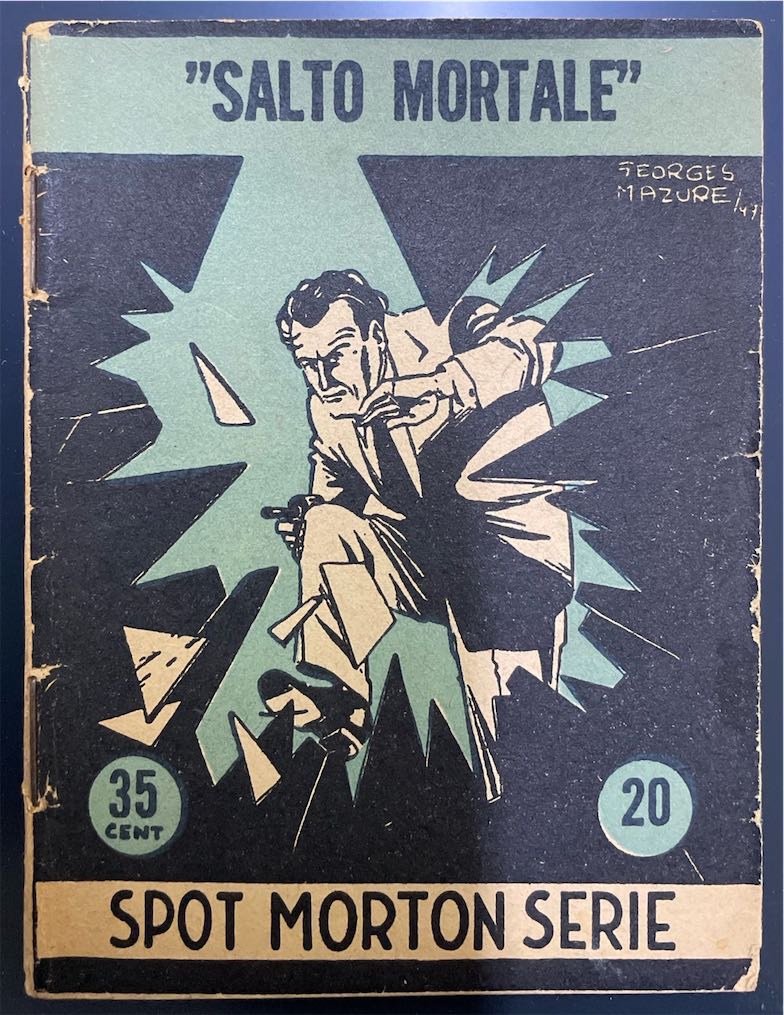 "SALTO MORTALE"
GEORGES
MAZURE/47
35
CENT
20
SPOT MORTON SERIE